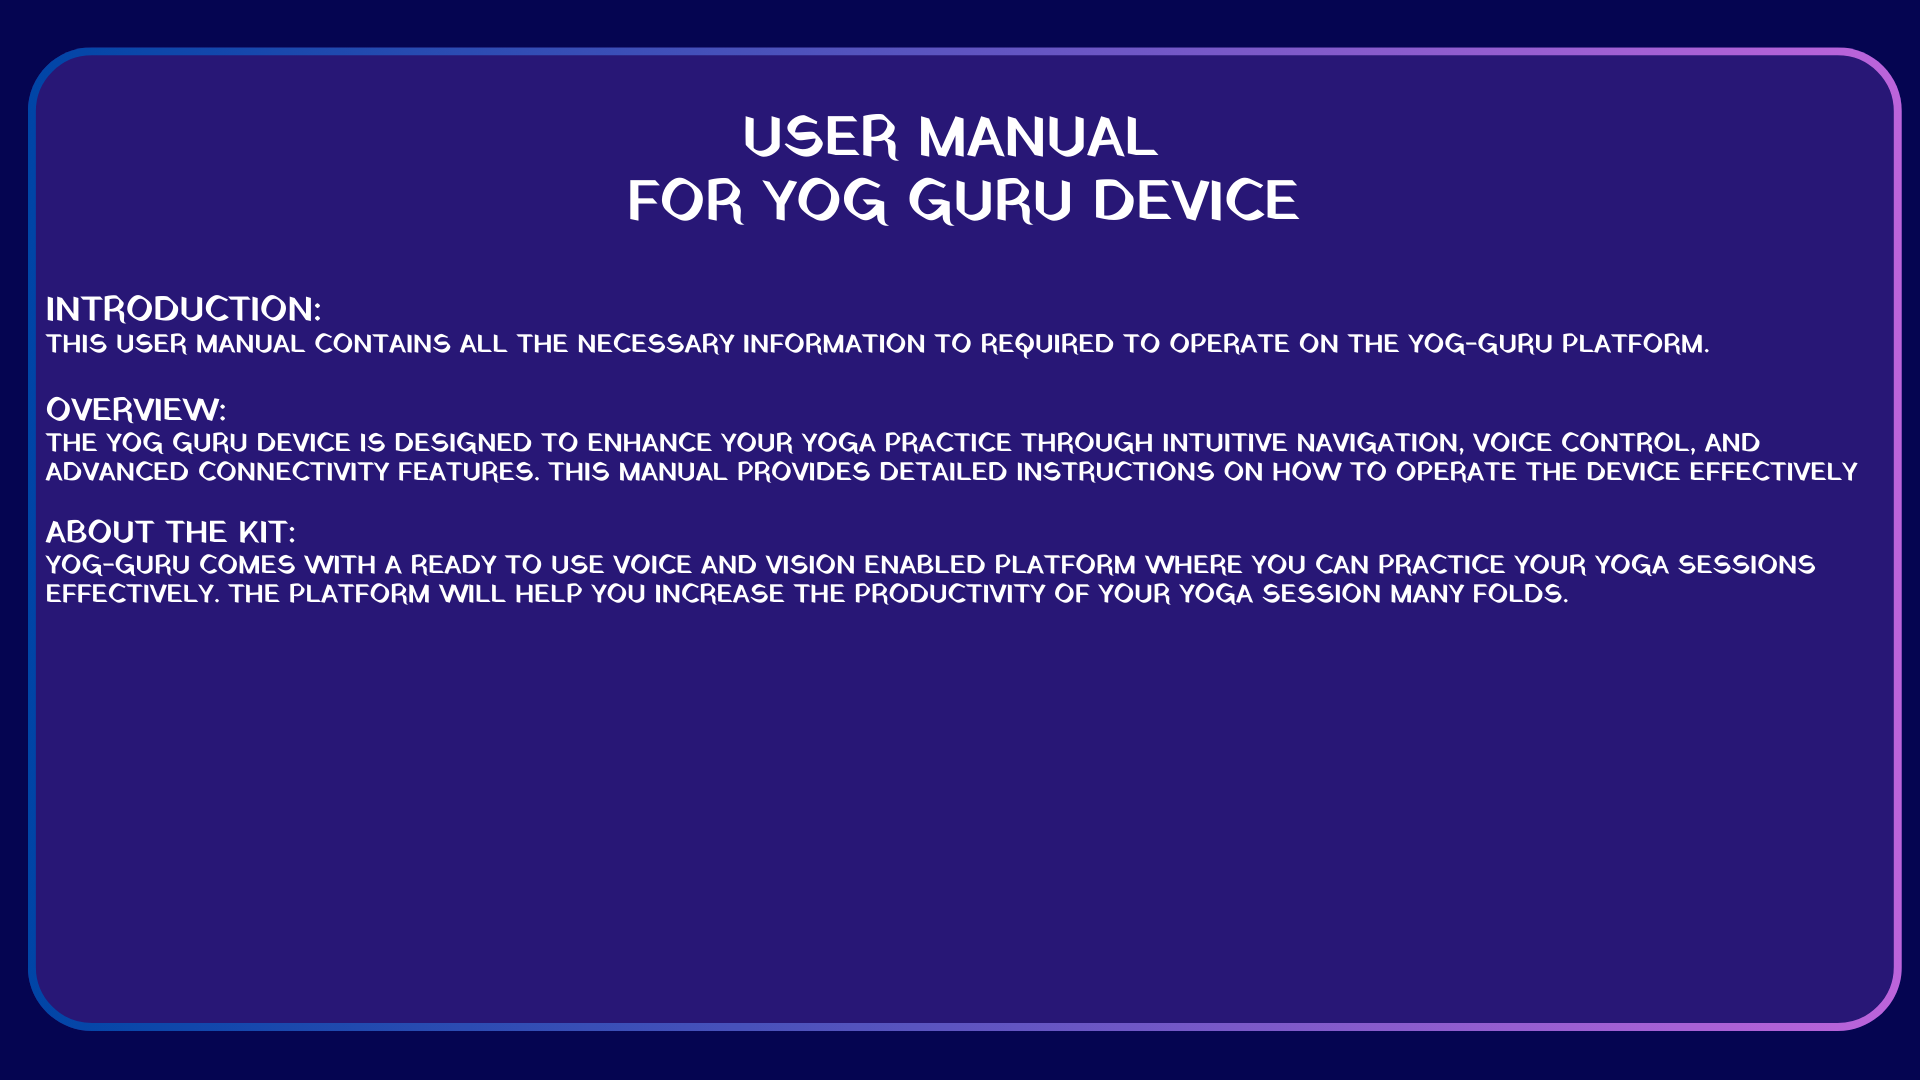 USER MANUAL
FOR YOG GURU DEVICE
INTRODUCTION:
THIS USER MANUAL CONTAINS ALL THE NECESSARY INFORMATION TO REQUIRED TO OPERATE ON THE YOG-GURU PLATFORM.
OVERVIEW:
THE YOG GURU DEVICE IS DESIGNED TO ENHANCE YOUR YOGA PRACTICE THROUGH INTUITIVE NAVIGATION, VOICE CONTROL, AND
ADVANCED CONNECTIVITY FEATURES. THIS MANUAL PROVIDES DETAILED INSTRUCTIONS ON HOW TO OPERATE THE DEVICE EFFECTIVELY
ABOUT THE KIT:
YOG-GURU COMES WITH A READY TO USE VOICE AND VISION ENABLED PLATFORM WHERE YOU CAN PRACTICE YOUR YOGA SESSIONS
EFFECTIVELY. THE PLATFORM WILL HELP YOU INCREASE THE PRODUCTIVITY OF YOUR YOGA SESSION MANY FOLDS.